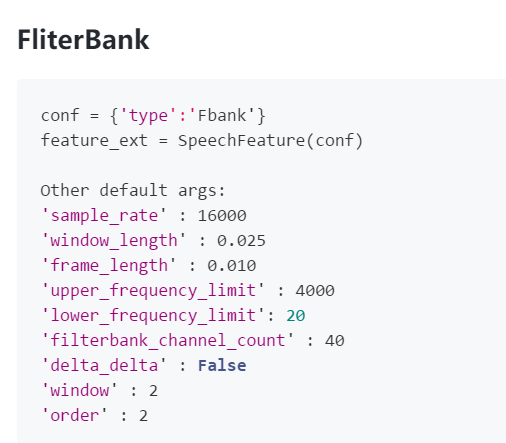 FliterBank
conf = {'type':'Fbank'}
feature_ext = SpeechFeature(conf)
Other default args:
'sample_rate' : 16000
'window_length' : 0.025
'frame_length' : 0.010
'upper_frequency_limit' : 4000
'lower_frequency_limit': 20
'filterbank_channel_count' : 40
'delta_delta' : False
'window' : 2
'order' : 2